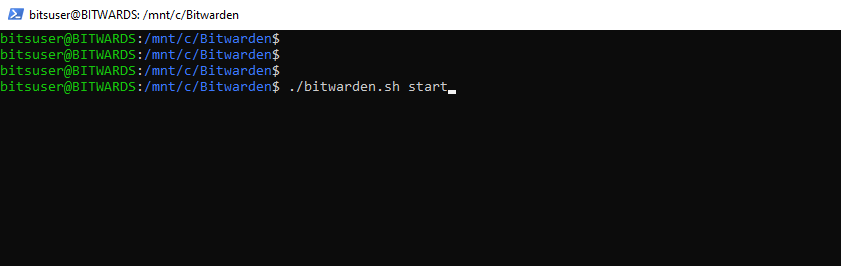 bitsuser@BITWARDS: /mnt/c/Bitwarden
bitsuser@BITWARDS:/mnt/c/Bitwarden$
bitsuser@BITWARDS:/mnt/c/Bitwarden$
bitsuser@BITWARDS:/mnt/c/Bitwarden$
bitsuser@BITWARDS:/mnt/c/Bitwarden$ ./bitwarden.sh start